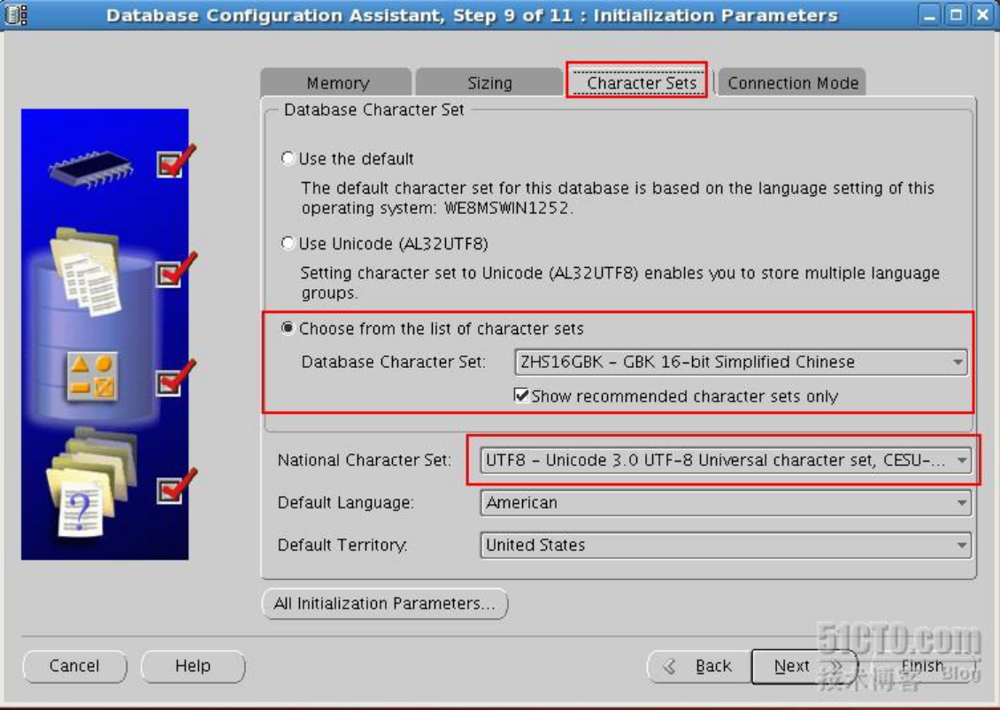 Database Configuration Assistant, Step 9 of 11 : Initialization Parameters
Memory
Sizing
Character Sets
Connection Mode
Database Character Set
Use the default
The default character set for this database is based on the language setting of this
operating system: WE8MSWIN1252.
Use Unicode (AL32UTF8)
Setting character set to Unicode (AL32UTF8) enables you to store multiple language
groups.
Choose from the list of character sets
Database Character Set:
ZHS16GBK - GBK 16-bit Simplified Chinese
Show recommended character sets only
National Character Set:
UTF8 - Unicode 3.0 UTF-8 Universal character set, CESU-...
Default Language:
American
Default Territory:
United States
All Initialization Parameters...
Cancel
Help
Back
Next
Finish
51CTO.com
技术博客 Blog